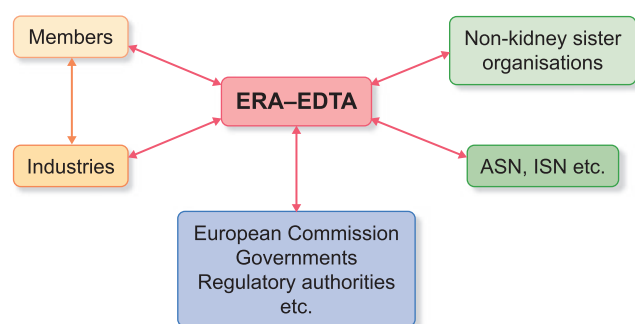 Members
Non-kidney sister
organisations
ERA–EDTA
Industries
ASN, ISN etc.
European Commission
Governments
Regulatory authorities
etc.